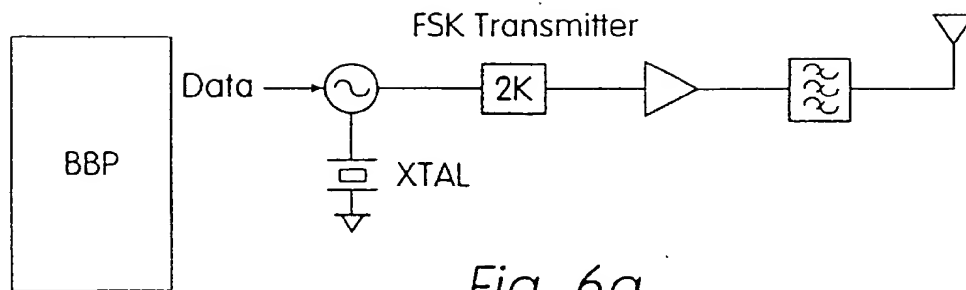 FSK Transmitter
Data
2K
BBP
XTAL
Fig. 6a